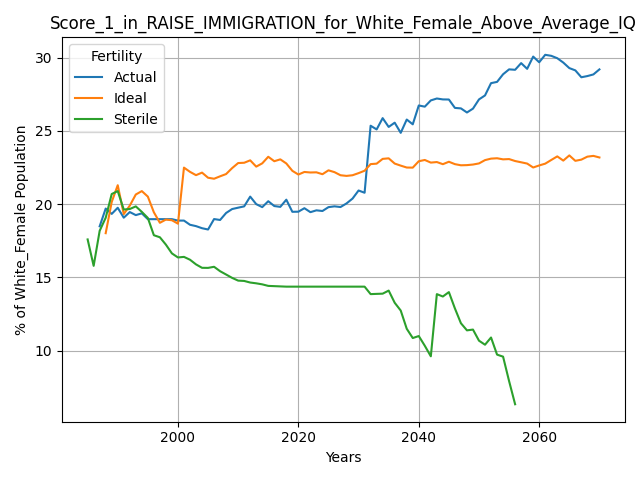 Score_1_in_RAISE_IMMIGRATION_for_White_Female_Above_Average_IQ
Fertility
Actual
Ideal
Sterile
% of White_Female Population
30
25
20
15
10
2000 2020 2040 2060
Years